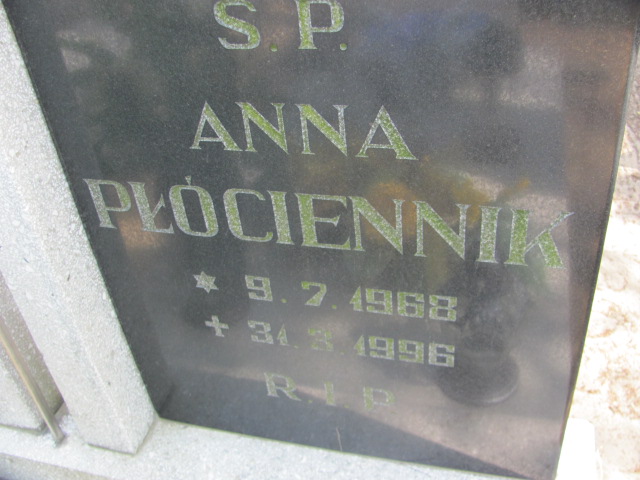 Ś.P.
ANNA
PŁÓCIENNIK
* 9.7.1968
+ 31.3.1996
R.I.P